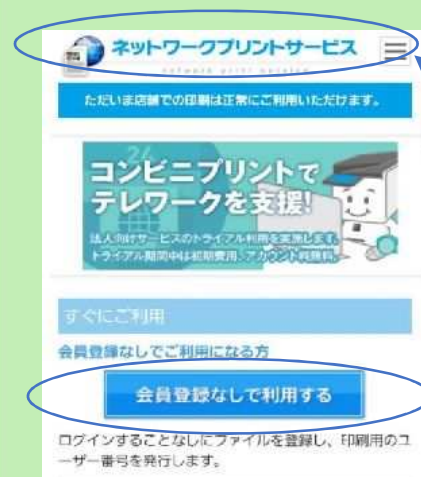 ネットワークプリントサービス
network print service
ただいま店舗での印刷は正常にご利用いただけます。
24
コンビニプリントで
テレワークを支援!
法人向けサービスのトライアル利用を実施します。
トライアル期間中は初期費用、アカウント料無料。
すぐにご利用
会員登録なしでご利用になる方
会員登録なしで利用する
ログインすることなしにファイルを登録し、印刷用のユ
ーザー番号を発行します。